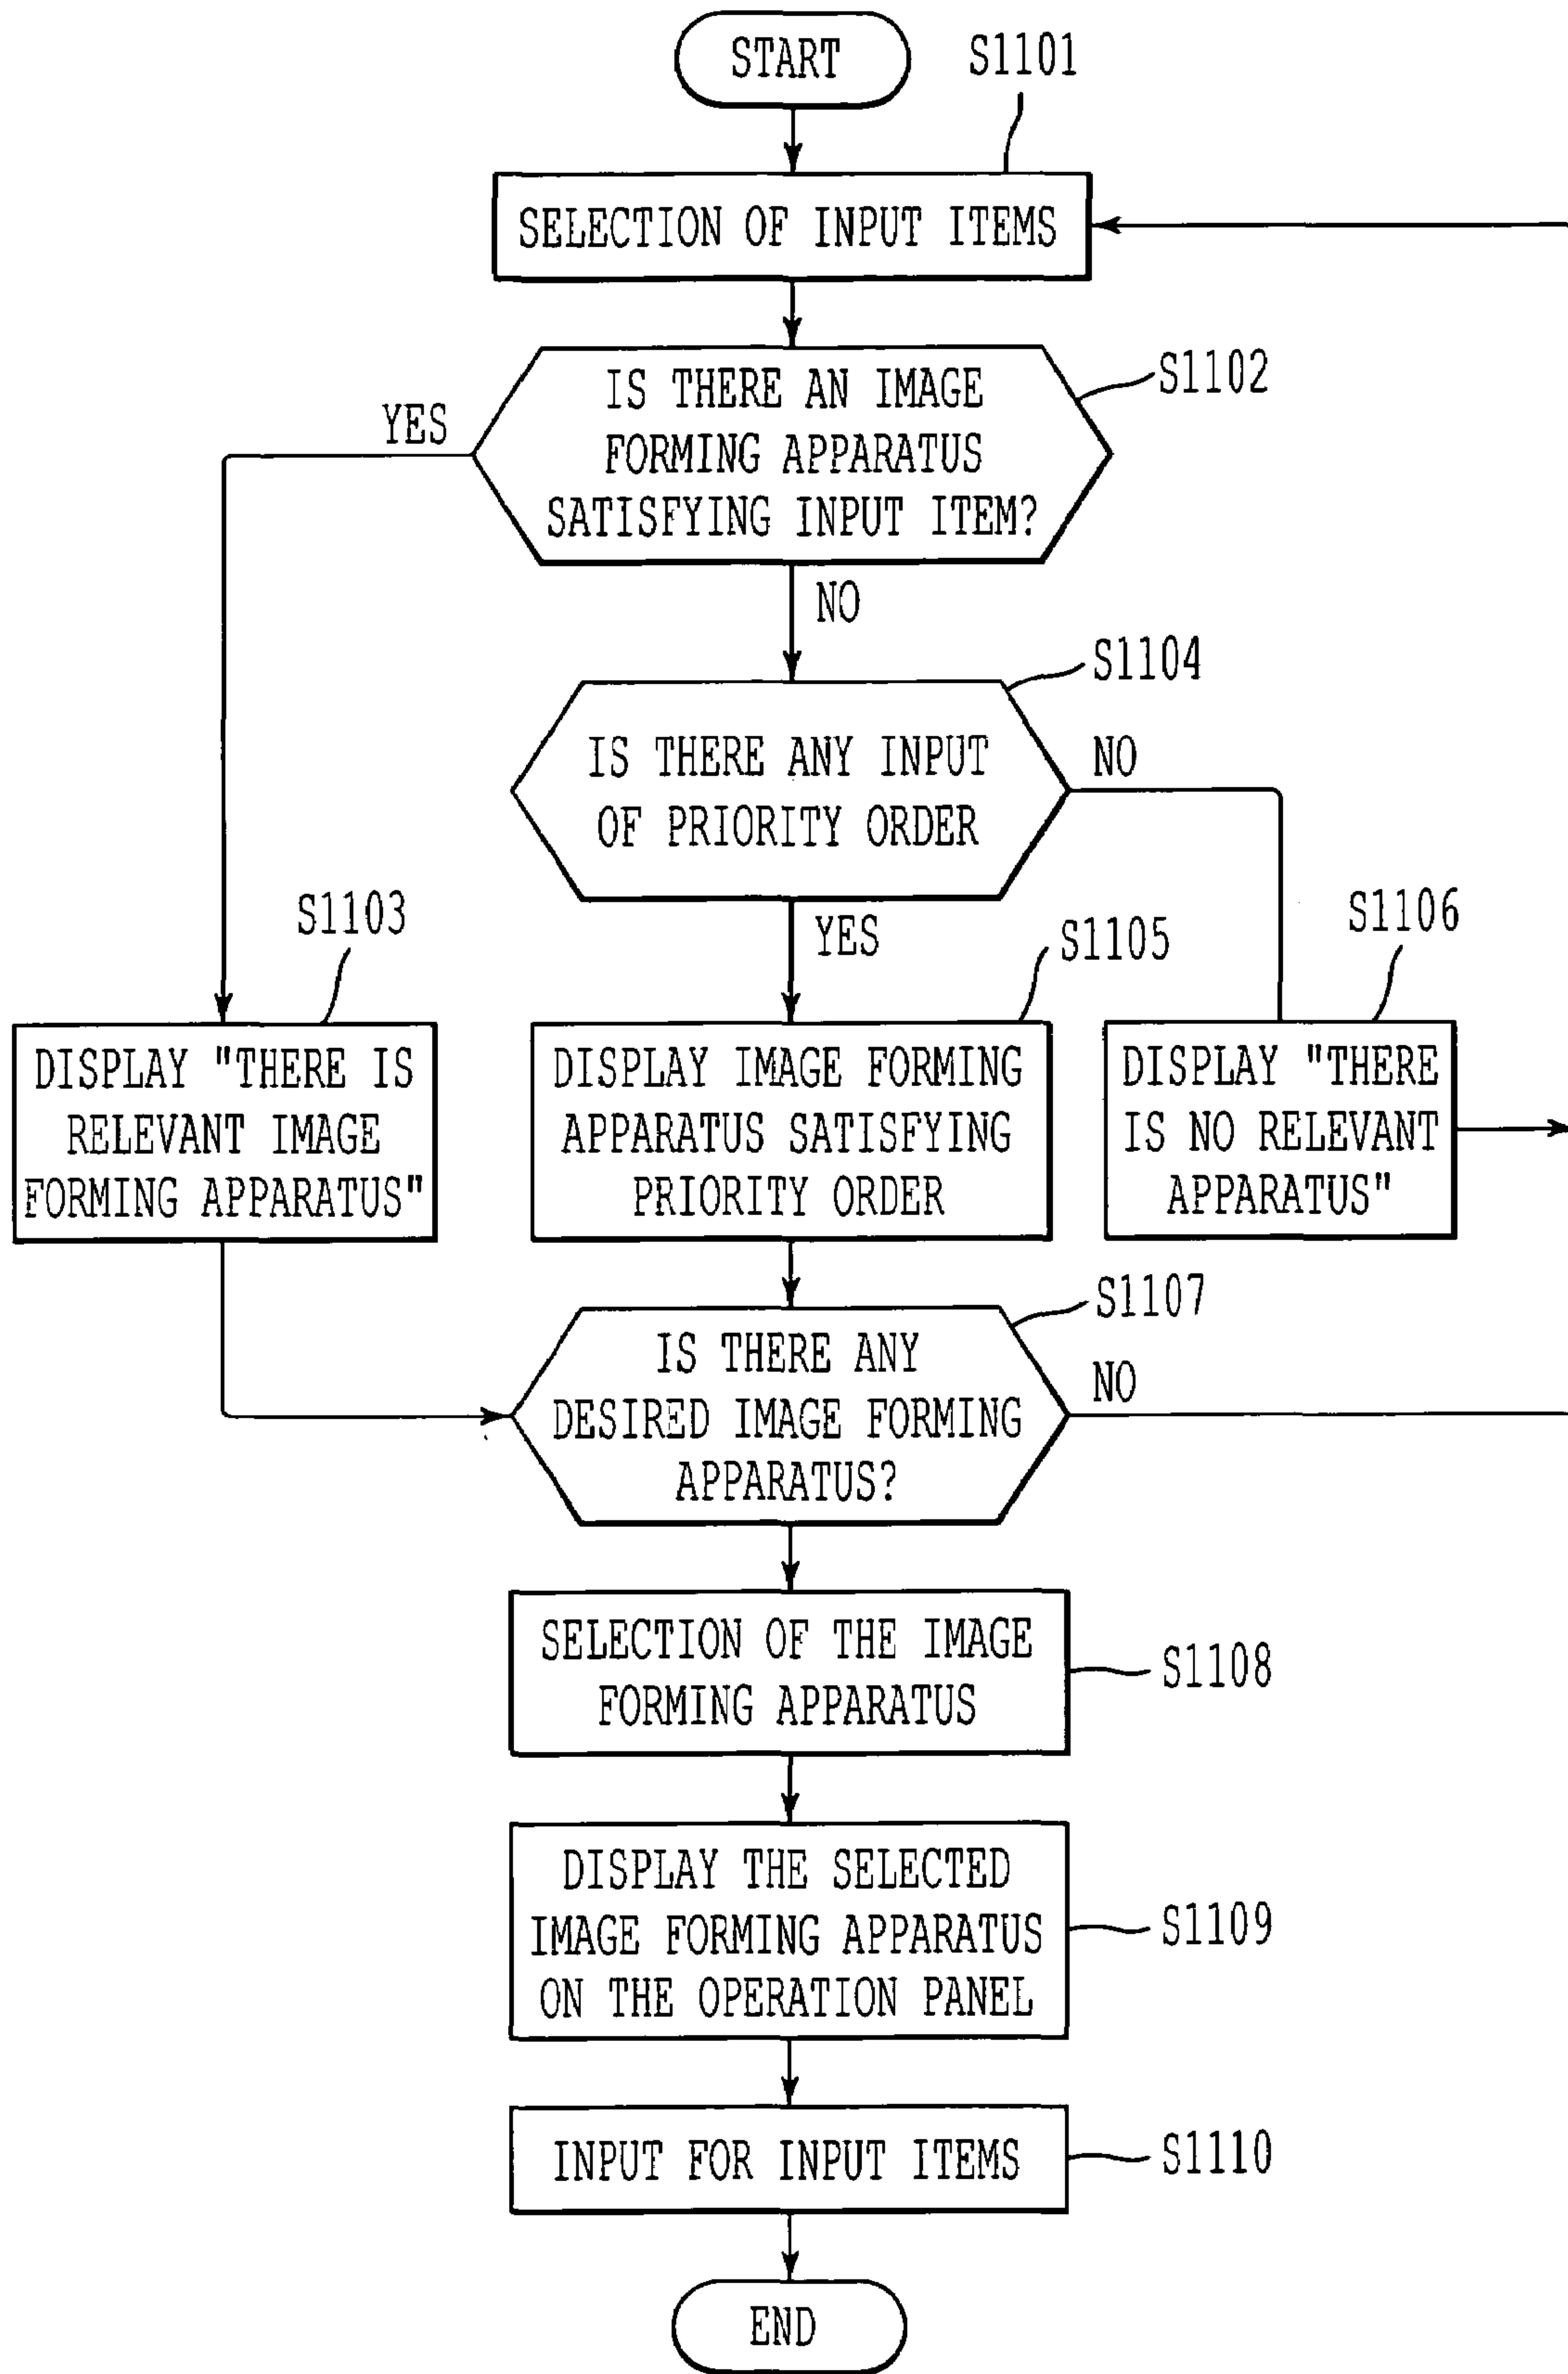 START
S1101
SELECTION OF INPUT ITEMS
S1102
IS THERE AN IMAGE
FORMING APPARATUS
SATISFYING INPUT ITEM?
YES
NO
S1104
IS THERE ANY INPUT
OF PRIORITY ORDER
NO
YES
S1103
S1105
S1106
DISPLAY "THERE IS
RELEVANT IMAGE
FORMING APPARATUS"
DISPLAY IMAGE FORMING
APPARATUS SATISFYING
PRIORITY ORDER
DISPLAY "THERE
IS NO RELEVANT
APPARATUS"
S1107
IS THERE ANY
DESIRED IMAGE FORMING
APPARATUS?
NO
SELECTION OF THE IMAGE
FORMING APPARATUS
S1108
DISPLAY THE SELECTED
IMAGE FORMING APPARATUS
ON THE OPERATION PANEL
S1109
INPUT FOR INPUT ITEMS
S1110
END